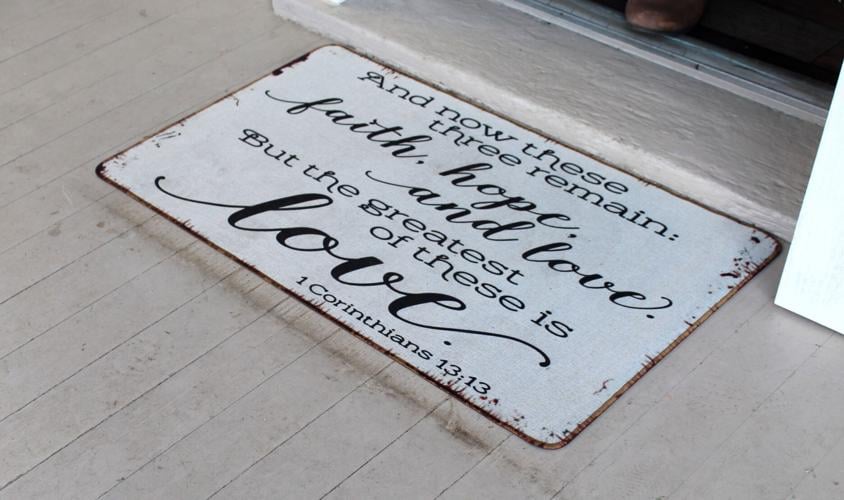 And now these
three remain:
faith, hope,
and love.
But the greatest
of these is
love.
1 Corinthians 13:13